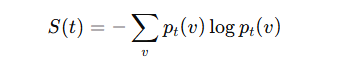 S(t) = −∑_v p_t(v) log p_t(v)